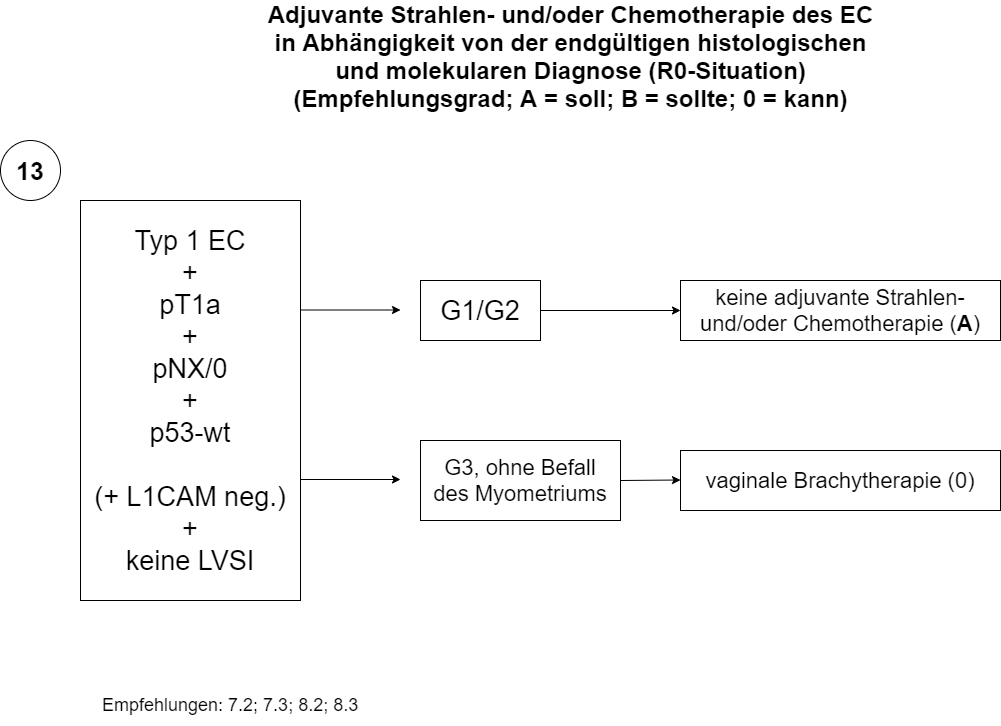 Adjuvante Strahlen- und/oder Chemotherapie des EC
in Abhängigkeit von der endgültigen histologischen
und molekularen Diagnose (R0-Situation)
(Empfehlungsgrad; A = soll; B = sollte; 0 = kann)
13
Typ 1 EC
+
pT1a
+
pNX/0
+
p53-wt
(+ L1CAM neg.)
+
keine LVSI
G1/G2
keine adjuvante Strahlen-
und/oder Chemotherapie (A)
G3, ohne Befall
des Myometriums
vaginale Brachytherapie (0)
Empfehlungen: 7.2; 7.3; 8.2; 8.3